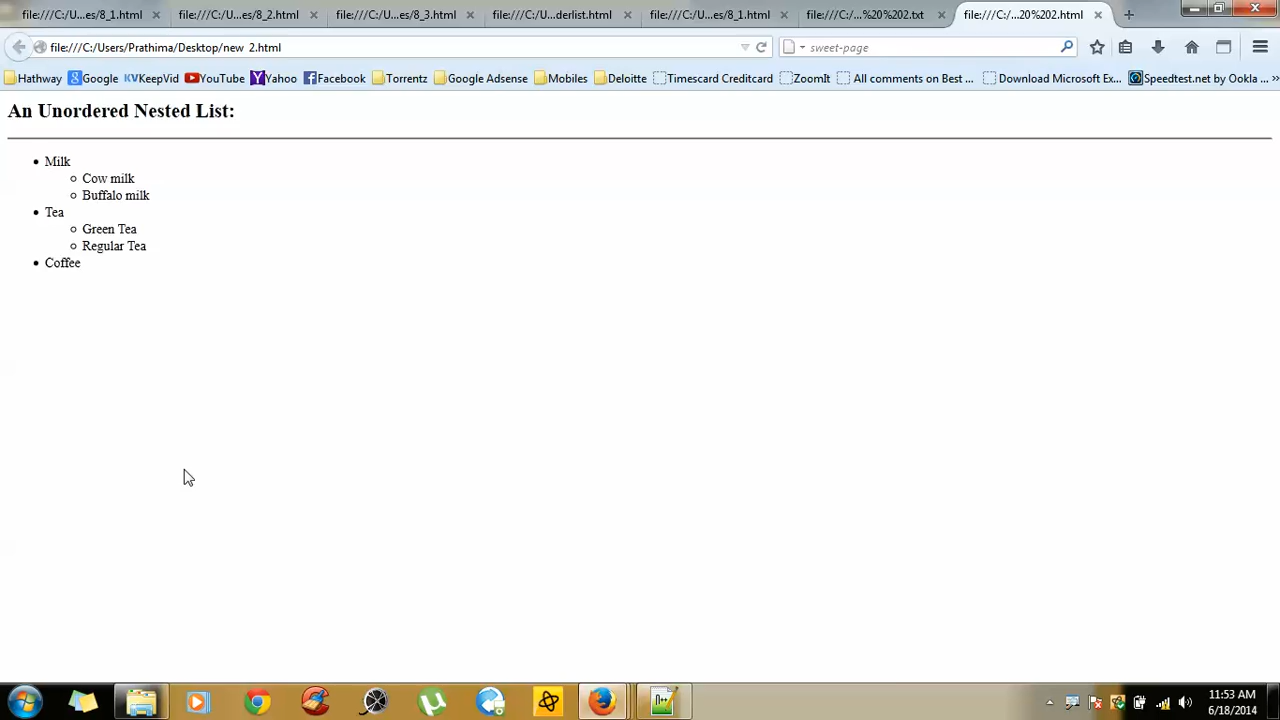 file:///C:/U...es/8_1.html
file:///C:/U...es/8_2.html
file:///C:/U...es/8_3.html
file:///C:/U...derlist.html
file:///C:/U...es/8_1.html
file:///C:/...%20%202.txt
file:///C:/...20%202.html
file:///C:/Users/Prathima/Desktop/new 2.html
sweet-page
Hathway
Google
KVKeepVid
YouTube
Yahoo
Facebook
Torrentz
Google Adsense
Mobiles
Deloitte
Timescard Creditcard
ZoomIt
All comments on Best ...
Download Microsoft Ex...
Speedtest.net by Ookla ...
An Unordered Nested List:
Milk
Cow milk
Buffalo milk
Tea
Green Tea
Regular Tea
Coffee
11:53 AM
6/18/2014